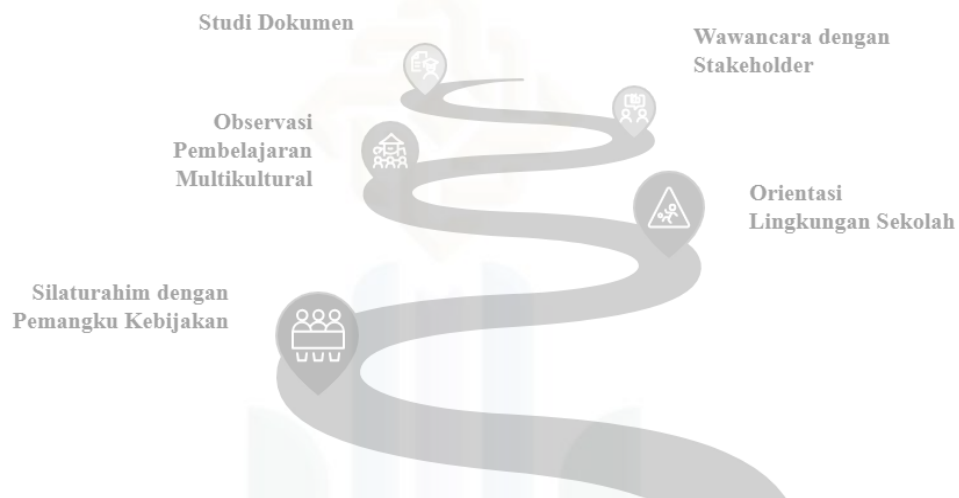 Studi Dokumen
Wawancara dengan
Stakeholder
Observasi
Pembelajaran
Multikultural
Orientasi
Lingkungan Sekolah
Silaturahim dengan
Pemangku Kebijakan